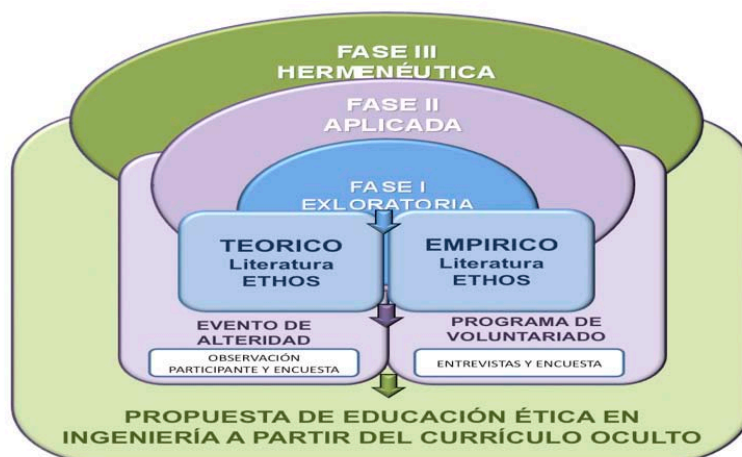 FASE III
HERMENÉUTICA
FASE II
APLICADA
FASE I
EXLORATORIA
TEÓRICO
Literatura
ETHOS
EMPIRICO
Literatura
ETHOS
EVENTO DE
ALTERIDAD
OBSERVACIÓN
PARTICIPANTE Y ENCUESTA
PROGRAMA DE
VOLUNTARIADO
ENTREVISTAS Y ENCUESTA
PROPUESTA DE EDUCACIÓN ÉTICA EN
INGENIERÍA A PARTIR DEL CURRÍCULO OCULTO